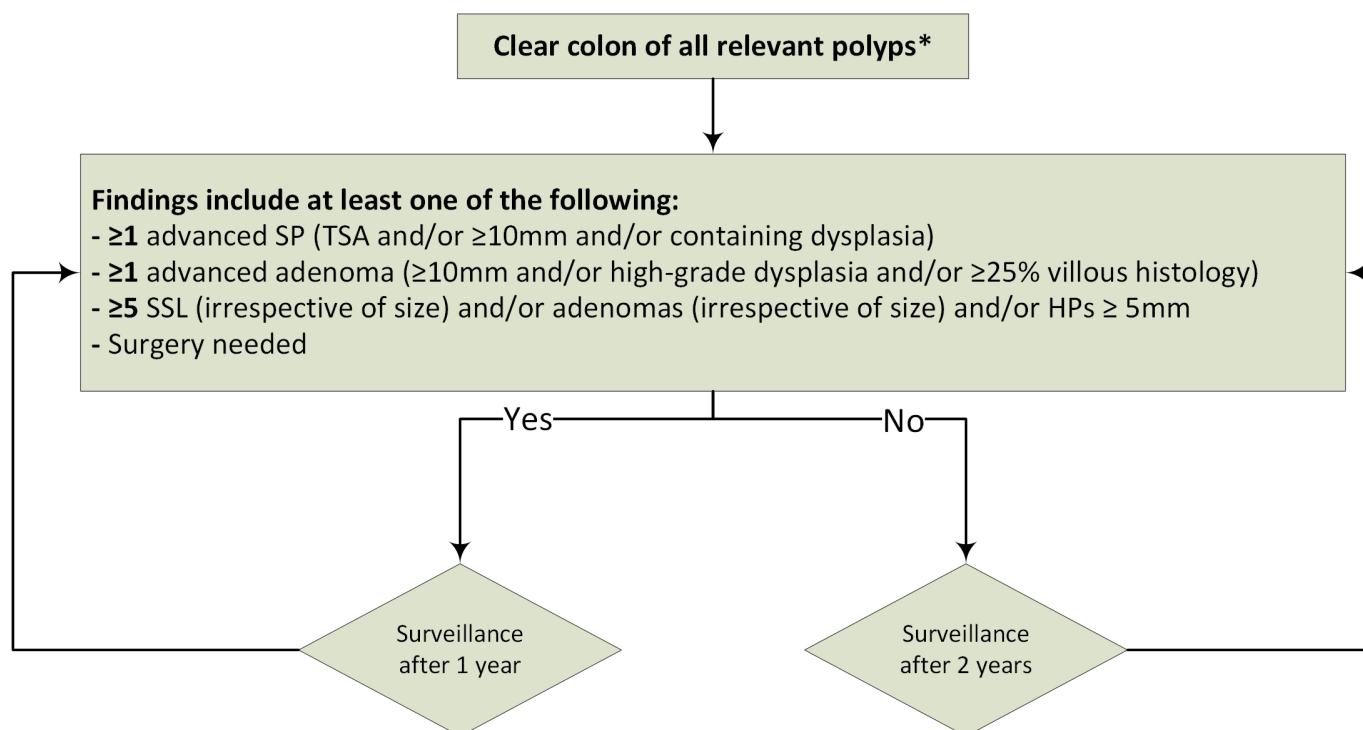 Clear colon of all relevant polyps*
Findings include at least one of the following:
- ≥1 advanced SP (TSA and/or ≥10mm and/or containing dysplasia)
- ≥1 advanced adenoma (≥10mm and/or high-grade dysplasia and/or ≥25% villous histology)
- ≥5 SSL (irrespective of size) and/or adenomas (irrespective of size) and/or HPs ≥ 5mm
- Surgery needed
Yes
No
Surveillance
after 1 year
Surveillance
after 2 years